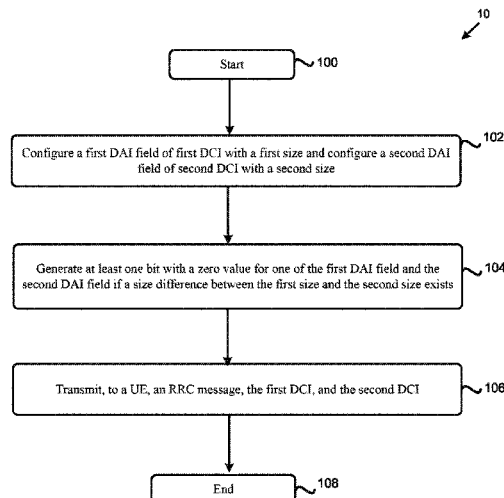 10
Start
100
102
Configure a first DAI field of first DCI with a first size and configure a second DAI
field of second DCI with a second size
Generate at least one bit with a zero value for one of the first DAI field and the
second DAI field if a size difference between the first size and the second size exists
104
Transmit, to a UE, an RRC message, the first DCI, and the second DCI
106
End
108